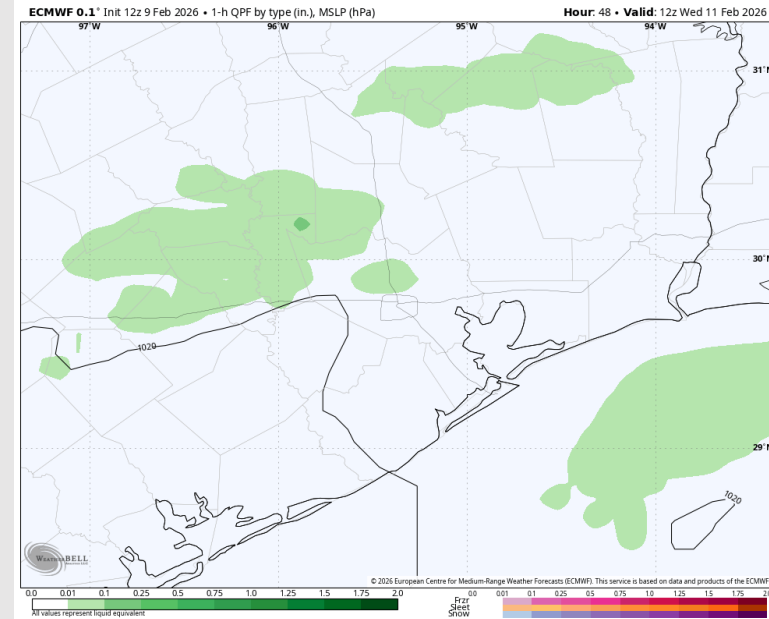 ECMWF 0.1° Init 12z 9 Feb 2026 • 1-h QPF by type (in.), MSLP (hPa)
Hour: 48 • Valid: 12z Wed 11 Feb 2026
97°W 96°W 95°W 94°W
31°N
30°N
1020
29°N
1020
WeatherBELL
© 2026 European Centre for Medium-Range Weather Forecasts (ECMWF). This service is based on data and products of the ECMWF
0.0 0.01 0.1 0.25 0.5 0.75 1.0 1.25 1.5 1.75 2.0
All values represent liquid equivalent
0.0 0.01 0.1 0.25 0.5 0.75 1.0 1.25 1.5 1.75 2.0
Frzr
Sleet
Snow